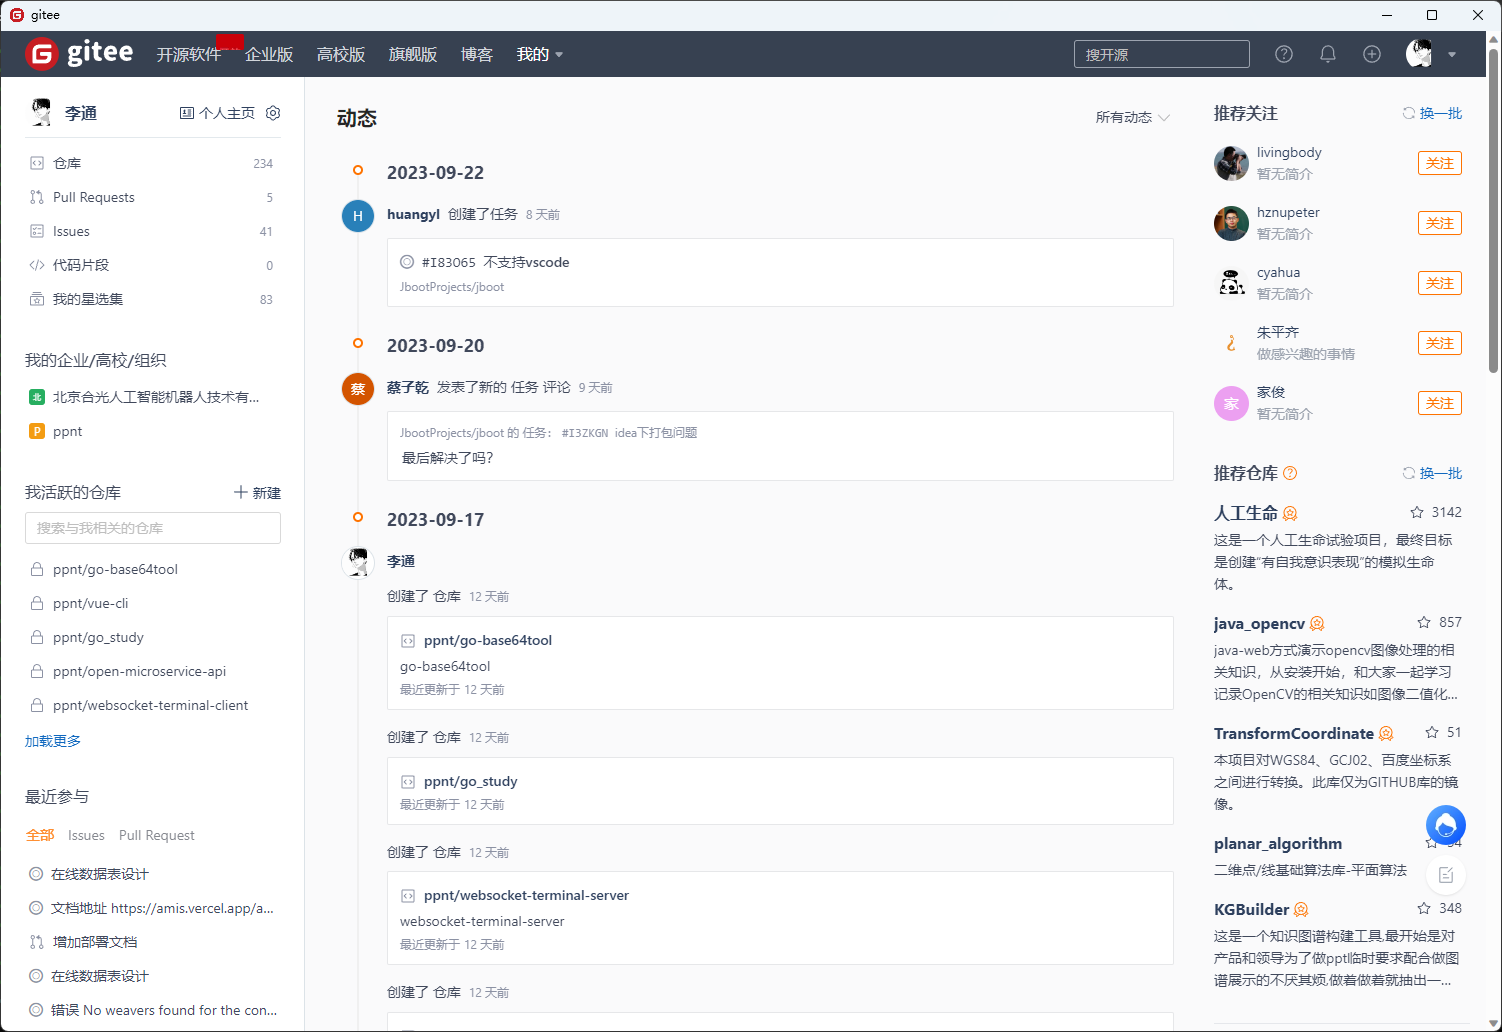 gitee
gitee 开源软件 企业版 高校版 旗舰版 博客 我的 搜开源
李通 个人主页
仓库 234
Pull Requests 5
Issues 41
代码片段 0
我的星选集 83
我的企业/高校/组织
北 北京合光人工智能机器人技术有...
P ppnt
我活跃的仓库 新建
搜索与我相关的仓库
ppnt/go-base64tool
ppnt/vue-cli
ppnt/go_study
ppnt/open-microservice-api
ppnt/websocket-terminal-client
加载更多
最近参与
全部 Issues Pull Request
在线数据表设计
文档地址 https://amis.vercel.app/a...
增加部署文档
在线数据表设计
错误 No weavers found for the con...
动态 所有动态
2023-09-22
H huangyl 创建了任务 8 天前
#I83065 不支持vscode
JbootProjects/jboot
2023-09-20
蔡 蔡子乾 发表了新的 任务 评论 9 天前
JbootProjects/jboot 的 任务: #I3ZKGN idea下打包问题
最后解决了吗？
2023-09-17
李通
创建了 仓库 12 天前
ppnt/go-base64tool
go-base64tool
最近更新于 12 天前
创建了 仓库 12 天前
ppnt/go_study
最近更新于 12 天前
创建了 仓库 12 天前
ppnt/websocket-terminal-server
websocket-terminal-server
最近更新于 12 天前
创建了 仓库 12 天前
推荐关注 换一批
livingbody 关注
暂无简介
hznupeter 关注
暂无简介
cyahua 关注
暂无简介
朱平齐 关注
做感兴趣的事情
家 家俊 关注
暂无简介
推荐仓库 换一批
人工生命 3142
这是一个人工生命试验项目，最终目标
是创建“有自我意识表现”的模拟生命
体。
java_opencv 857
java-web方式演示opencv图像处理的相
关知识，从安装开始，和大家一起学习
记录OpenCV的相关知识如图像二值化...
TransformCoordinate 51
本项目对WGS84、GCJ02、百度坐标系
之间进行转换。此库仅为GITHUB库的镜
像。
planar_algorithm
二维点/线基础算法库-平面算法
KGBuilder 348
这是一个知识图谱构建工具,最开始是对
产品和领导为了做ppt临时要求配合做图
谱展示的不厌其烦,做着做着就抽出一...